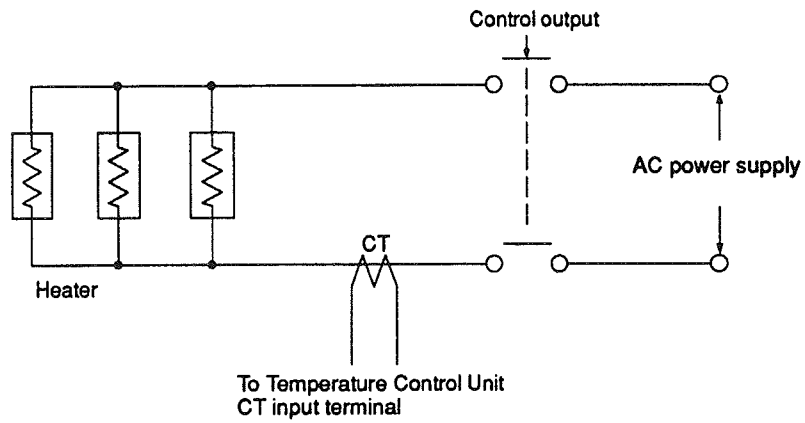 Control output
AC power supply
CT
Heater
To Temperature Control Unit
CT input terminal